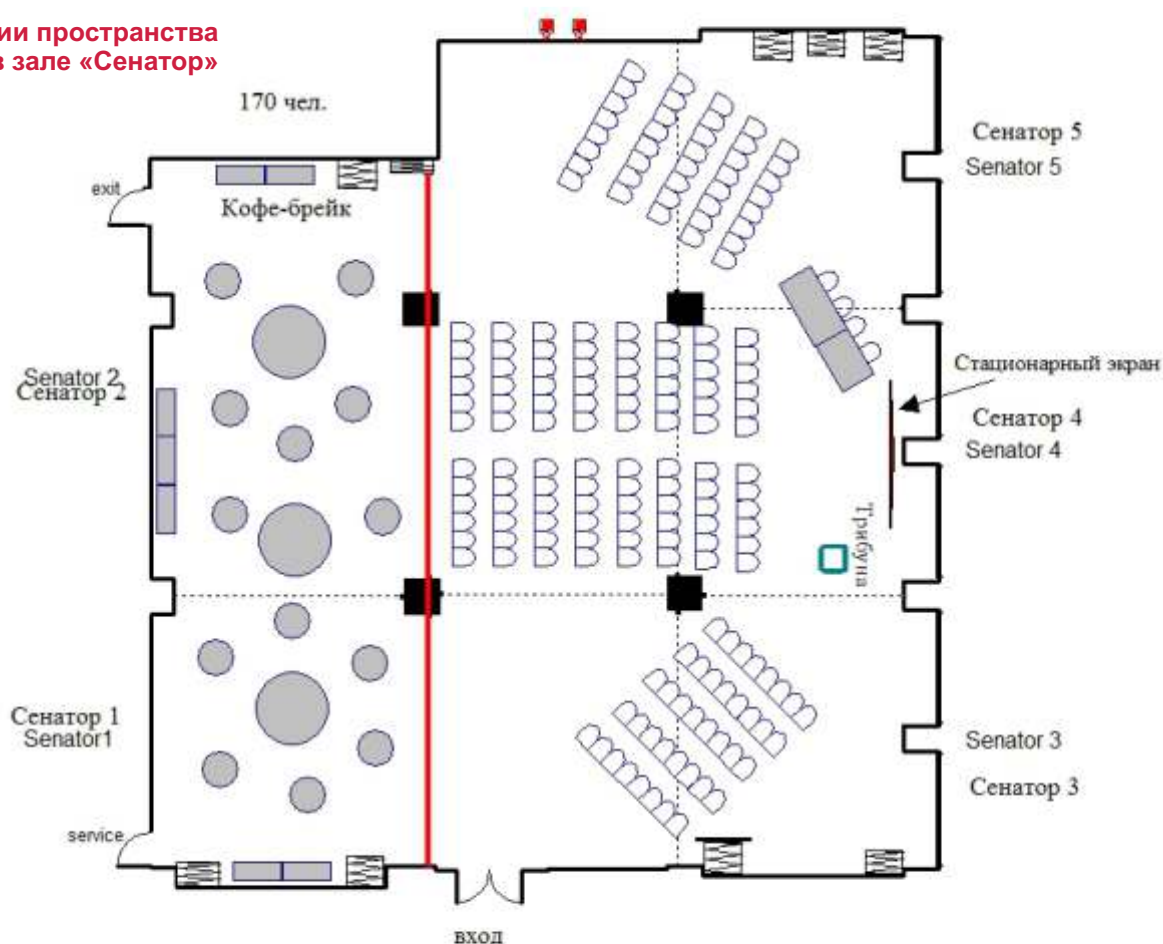 ии пространства
в зале «Сенатор»
170 чел.
exit
Кофе-брейк
Сенатор 5
Senator 5
Стационарный экран
Senator 2
Сенатор 2
Сенатор 4
Senator 4
Трибуна
Сенатор 1
Senator1
Senator 3
Сенатор 3
service
вход